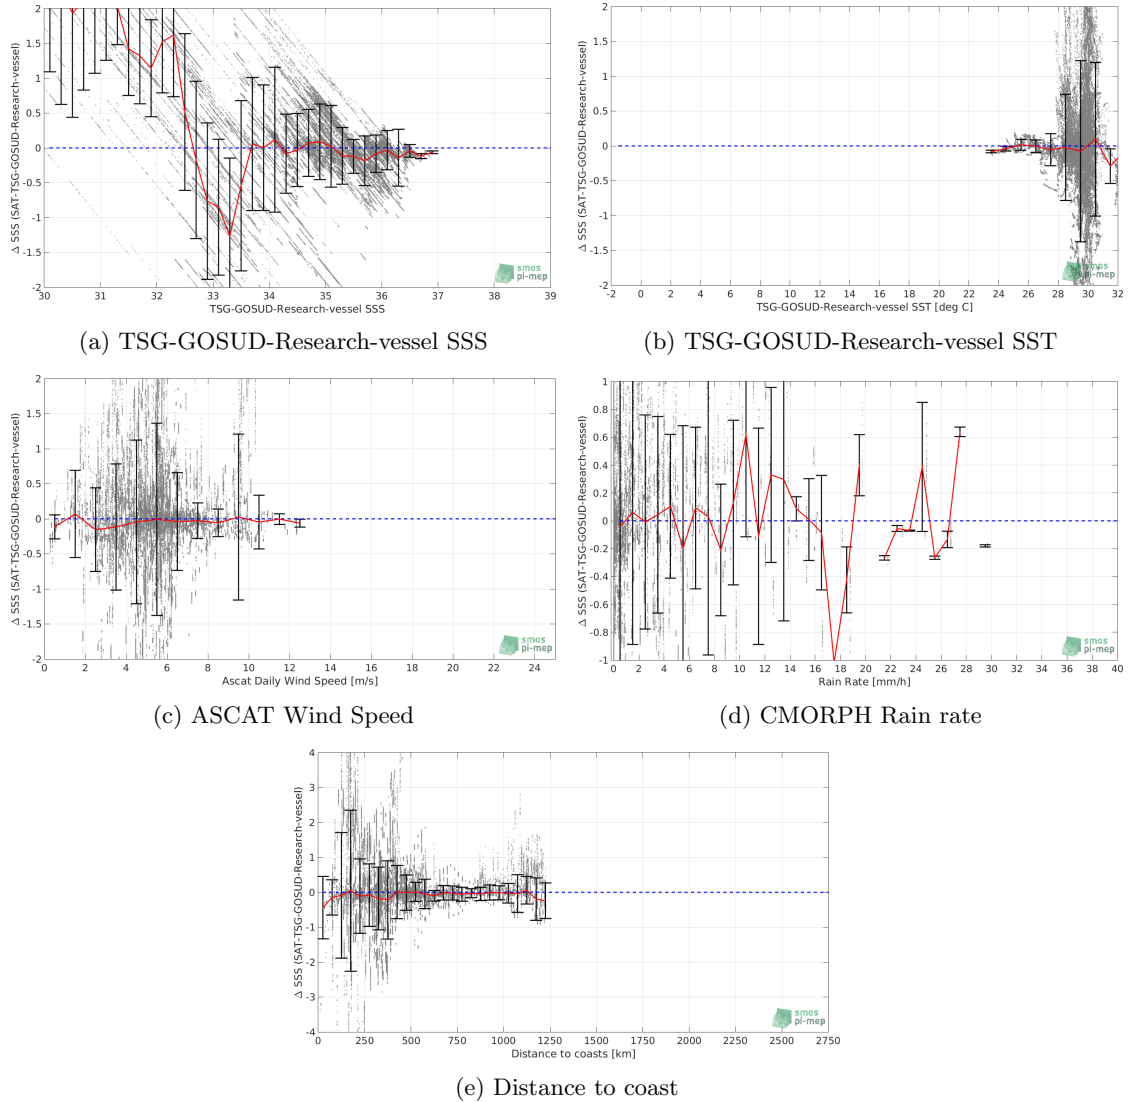 2
1.5
1
0.5
0
-0.5
-1
-1.5
-2
Δ SSS (SAT-TSG-GOSUD-Research-vessel)
30 31 32 33 34 35 36 37 38 39
TSG-GOSUD-Research-vessel SSS
smos
pi-mep
(a) TSG-GOSUD-Research-vessel SSS
2
1.5
1
0.5
0
-0.5
-1
-1.5
-2
Δ SSS (SAT-TSG-GOSUD-Research-vessel)
-2 0 2 4 6 8 10 12 14 16 18 20 22 24 26 28 30 32
TSG-GOSUD-Research-vessel SST [deg C]
smos
pi-mep
(b) TSG-GOSUD-Research-vessel SST
2
1.5
1
0.5
0
-0.5
-1
-1.5
-2
Δ SSS (SAT-TSG-GOSUD-Research-vessel)
0 2 4 6 8 10 12 14 16 18 20 22 24
Ascat Daily Wind Speed [m/s]
smos
pi-mep
(c) ASCAT Wind Speed
1
0.8
0.6
0.4
0.2
0
-0.2
-0.4
-0.6
-0.8
-1
Δ SSS (SAT-TSG-GOSUD-Research-vessel)
0 2 4 6 8 10 12 14 16 18 20 22 24 26 28 30 32 34 36 38 40
Rain Rate [mm/h]
smos
pi-mep
(d) CMORPH Rain rate
4
3
2
1
0
-1
-2
-3
-4
Δ SSS (SAT-TSG-GOSUD-Research-vessel)
0 250 500 750 1000 1250 1500 1750 2000 2250 2500 2750
Distance to coasts [km]
smos
pi-mep
(e) Distance to coast